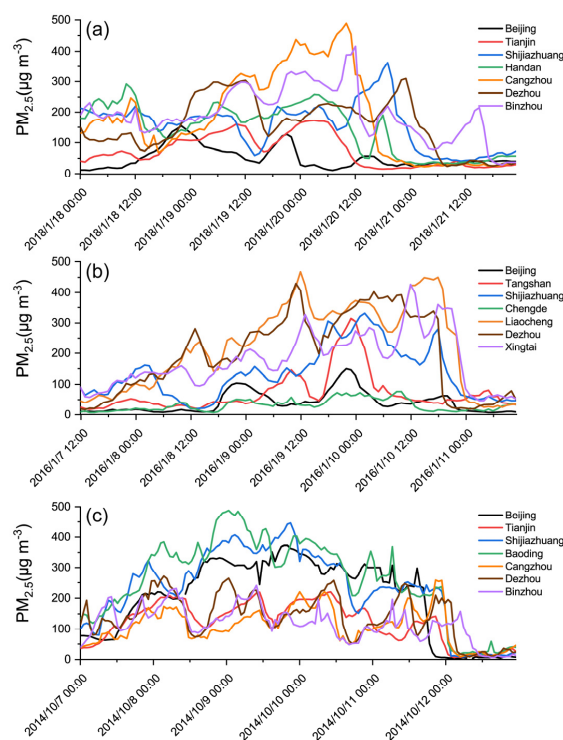 (a)
PM2.5(μg m-3)
500
400
300
200
100
0
Beijing
Tianjin
Shijiazhuang
Handan
Cangzhou
Dezhou
Binzhou
2018/1/18 00:00
2018/1/18 12:00
2018/1/19 00:00
2018/1/19 12:00
2018/1/20 00:00
2018/1/20 12:00
2018/1/21 00:00
2018/1/21 12:00
(b)
PM2.5(μg m-3)
500
400
300
200
100
0
Beijing
Tangshan
Shijiazhuang
Chengde
Liaocheng
Dezhou
Xingtai
2016/1/7 12:00
2016/1/8 00:00
2016/1/8 12:00
2016/1/9 00:00
2016/1/9 12:00
2016/1/10 00:00
2016/1/10 12:00
2016/1/11 00:00
(c)
PM2.5(μg m-3)
500
400
300
200
100
0
Beijing
Tianjin
Shijiazhuang
Baoding
Cangzhou
Dezhou
Binzhou
2014/10/7 00:00
2014/10/8 00:00
2014/10/9 00:00
2014/10/10 00:00
2014/10/11 00:00
2014/10/12 00:00